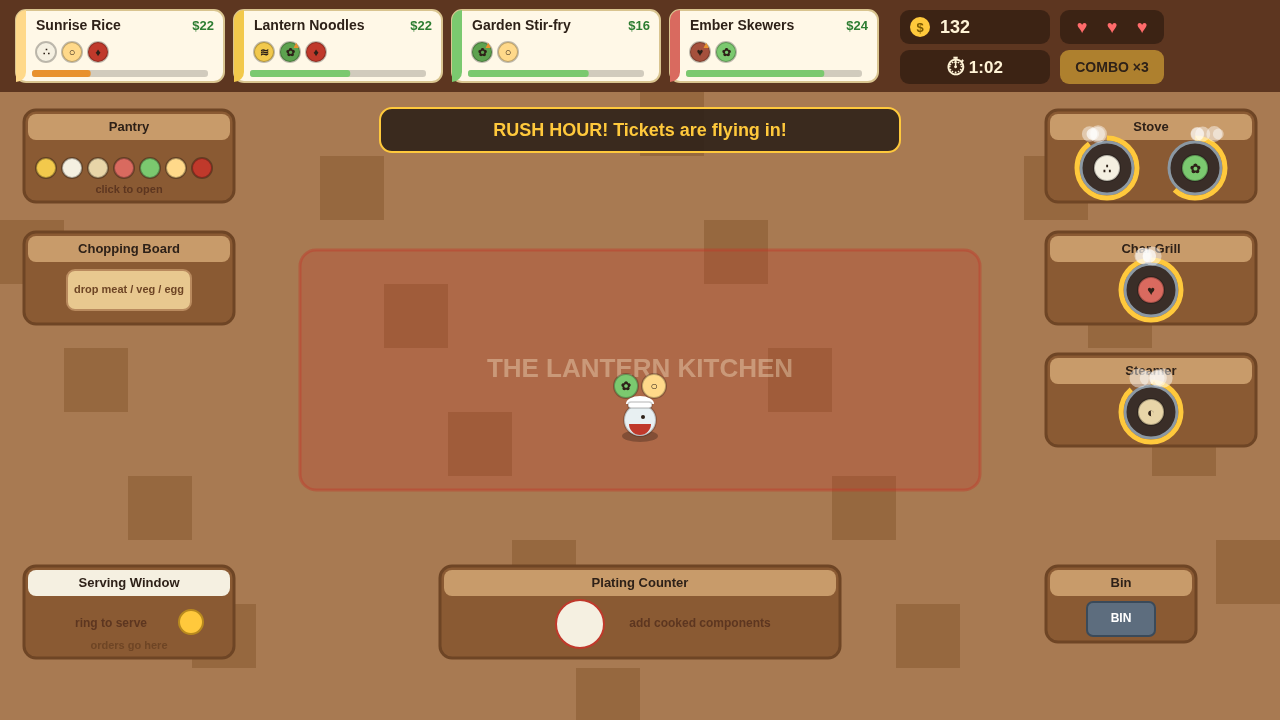 Sunrise Rice $22
Lantern Noodles $22
Garden Stir-fry $16
Ember Skewers $24
$ 132
⏱ 1:02
COMBO ×3
RUSH HOUR! Tickets are flying in!
Pantry
click to open
Chopping Board
drop meat / veg / egg
Stove
Char Grill
Steamer
THE LANTERN KITCHEN
Serving Window
ring to serve
orders go here
Plating Counter
add cooked components
Bin
BIN